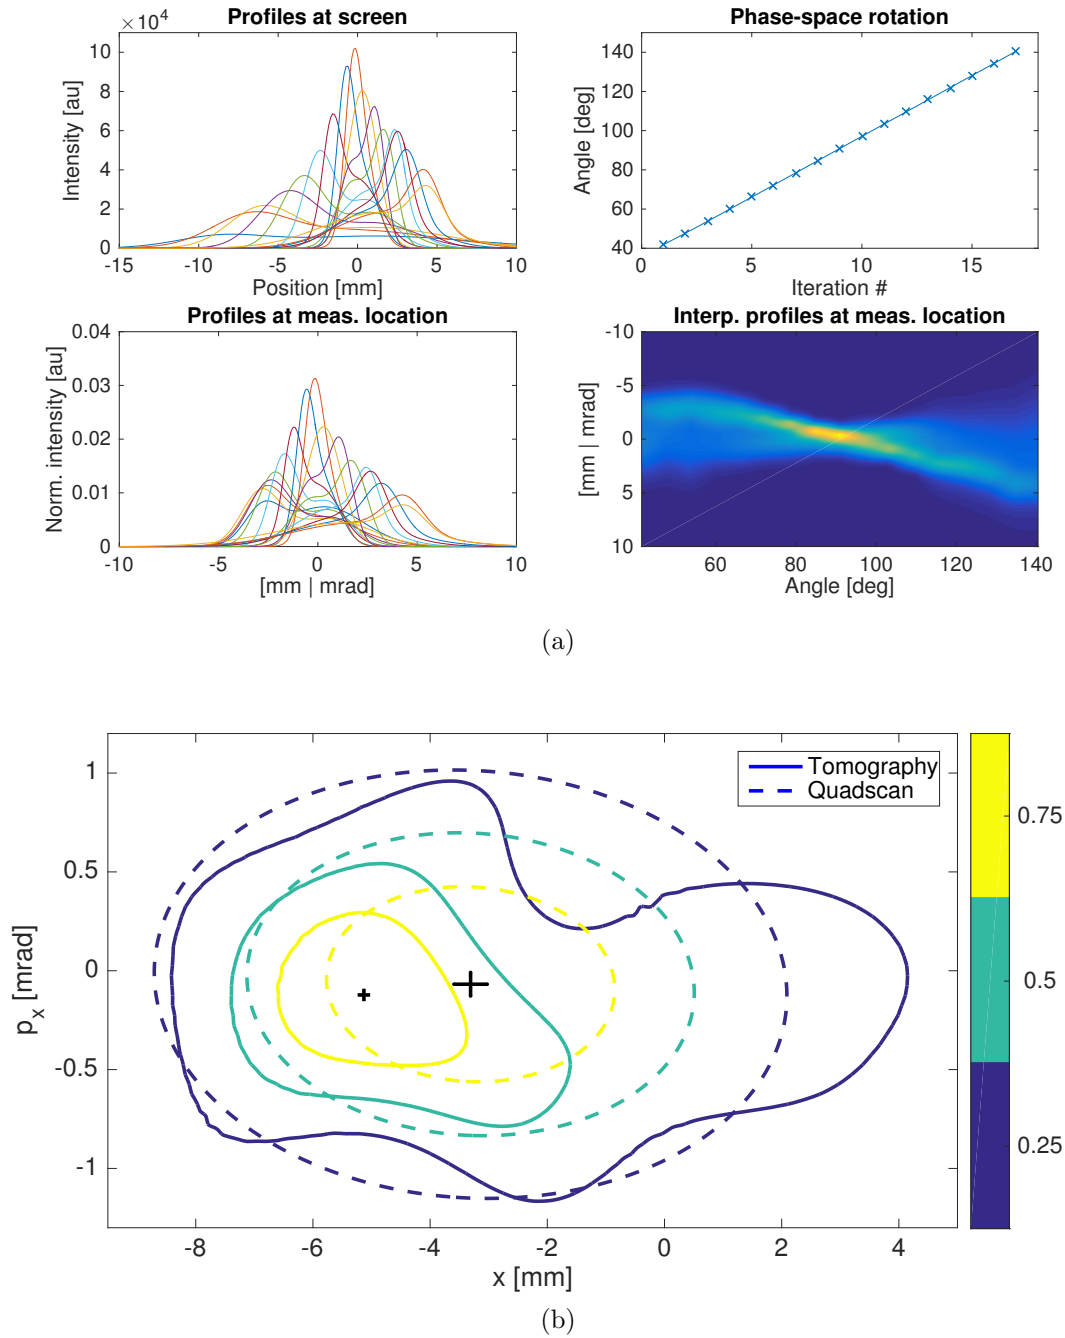 Profiles at screen
×10⁴
10
8
6
4
2
0
Intensity [au]
-15 -10 -5 0 5 10
Position [mm]
Phase-space rotation
140
120
100
80
60
40
Angle [deg]
0 5 10 15
Iteration #
Profiles at meas. location
0.04
0.03
0.02
0.01
0
Norm. intensity [au]
-10 -5 0 5 10
[mm | mrad]
Interp. profiles at meas. location
-10
-5
0
5
10
[mm | mrad]
60 80 100 120 140
Angle [deg]
(a)
Tomography
Quadscan
1
0.5
0
-0.5
-1
pₓ [mrad]
-8 -6 -4 -2 0 2 4
x [mm]
0.75
0.5
0.25
(b)